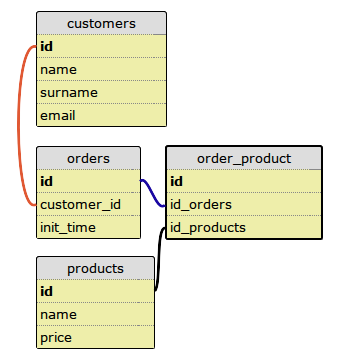 customers
id
name
surname
email
orders
id
customer_id
init_time
order_product
id
id_orders
id_products
products
id
name
price